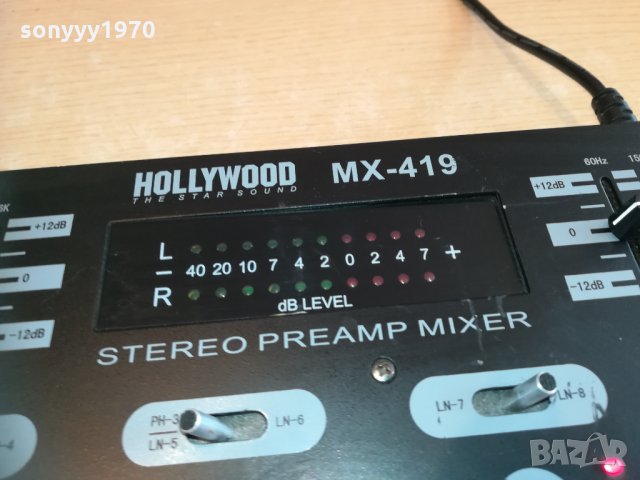 sonyyy1970
HOLLYWOOD MX-419
THE STAR SOUND
60Hz
+12dB
+12dB
0
0
-12dB
-12dB
L
- 40 20 10 7 4 2 0 2 4 7 +
R
dB LEVEL
STEREO PREAMP MIXER
PH-3
LN-5
LN-6
LN-7
LN-8
BAZAR